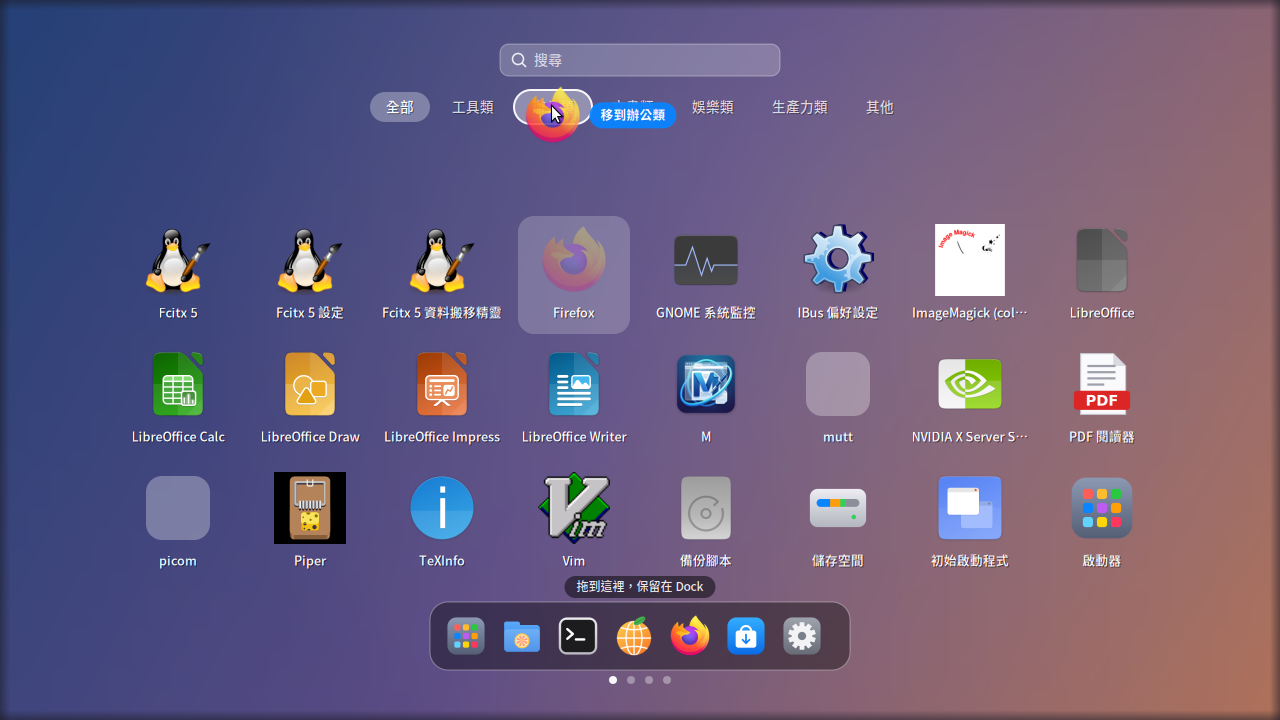 搜尋
全部
工具類
移到辦公類
娛樂類
生產力類
其他
Image Magick
Fcitx 5
Fcitx 5 設定
Fcitx 5 資料搬移精靈
Firefox
GNOME 系統監控
IBus 偏好設定
ImageMagick (col…
LibreOffice
M
PDF
LibreOffice Calc
LibreOffice Draw
LibreOffice Impress
LibreOffice Writer
M
mutt
NVIDIA X Server S…
PDF 閱讀器
Vim
picom
Piper
TeXInfo
Vim
備份腳本
儲存空間
初始啟動程式
啟動器
拖到這裡，保留在 Dock